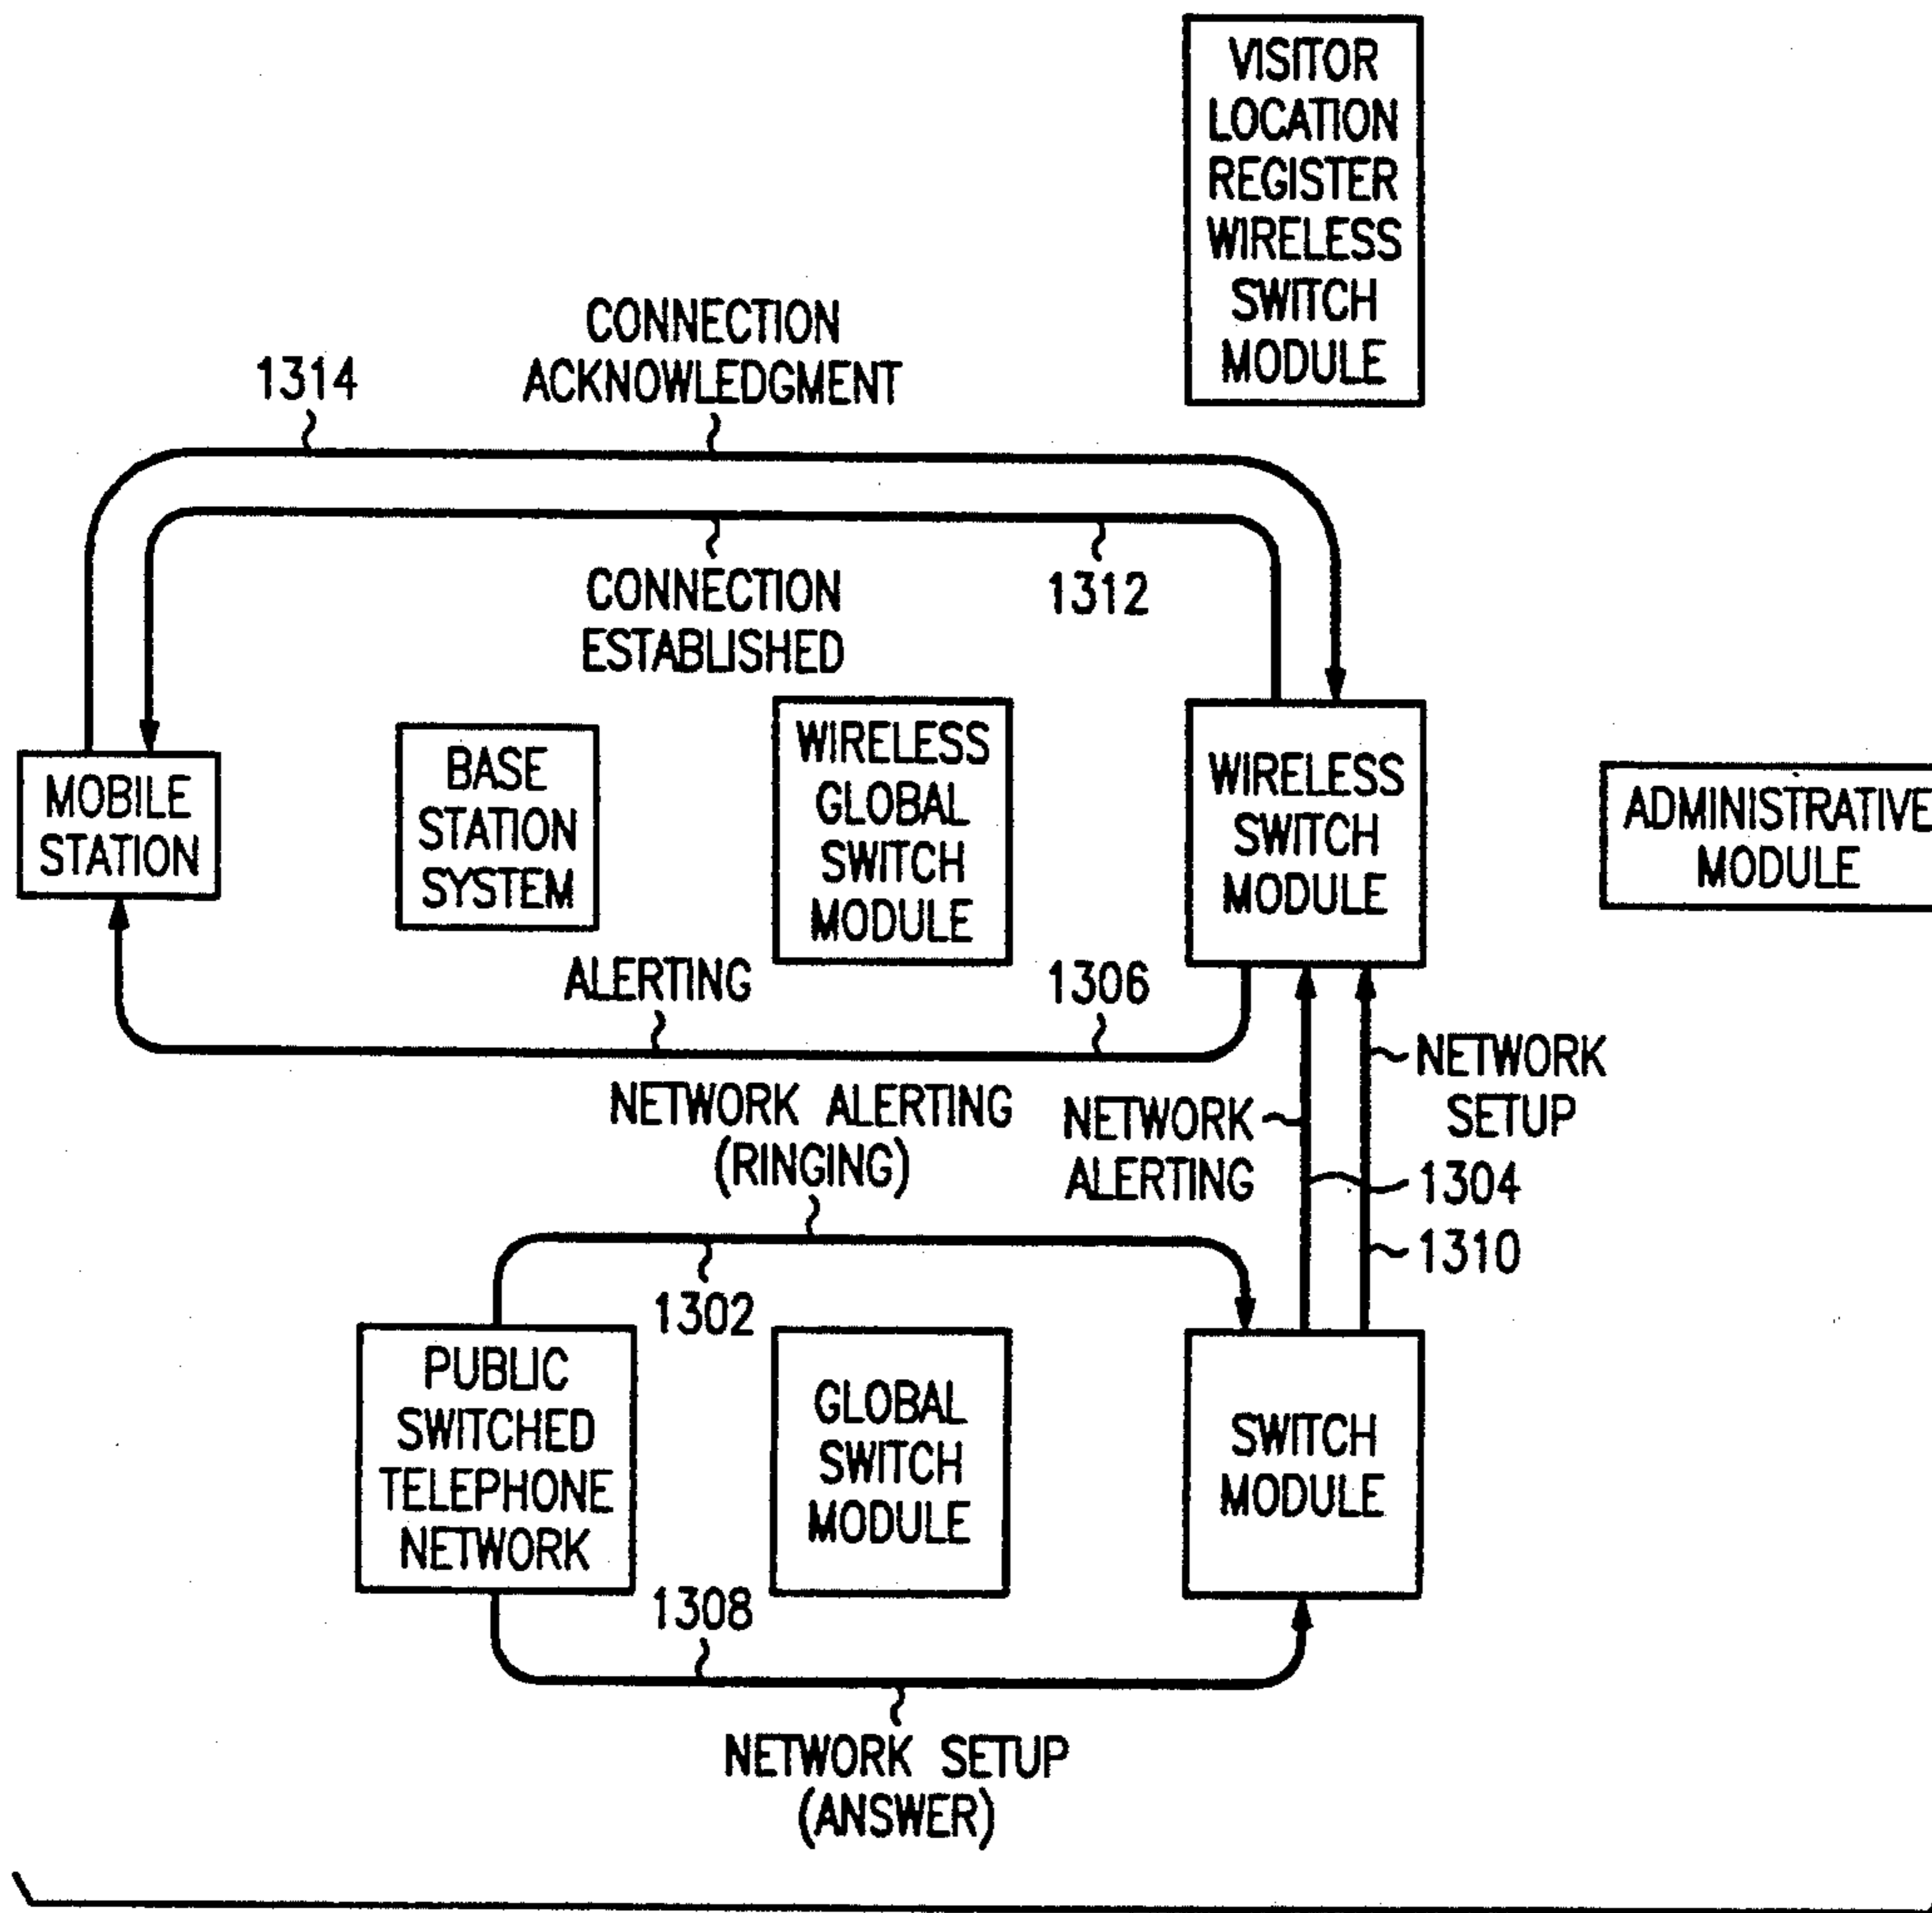 VISITOR
LOCATION
REGISTER
WIRELESS
SWITCH
MODULE
CONNECTION
ACKNOWLEDGMENT
1314
CONNECTION
ESTABLISHED
1312
MOBILE
STATION
BASE
STATION
SYSTEM
WIRELESS
GLOBAL
SWITCH
MODULE
WIRELESS
SWITCH
MODULE
ADMINISTRATIVE
MODULE
ALERTING
1306
NETWORK ALERTING
(RINGING)
NETWORK
ALERTING
NETWORK
SETUP
1304
1310
1302
PUBLIC
SWITCHED
TELEPHONE
NETWORK
GLOBAL
SWITCH
MODULE
SWITCH
MODULE
1308
NETWORK SETUP
(ANSWER)